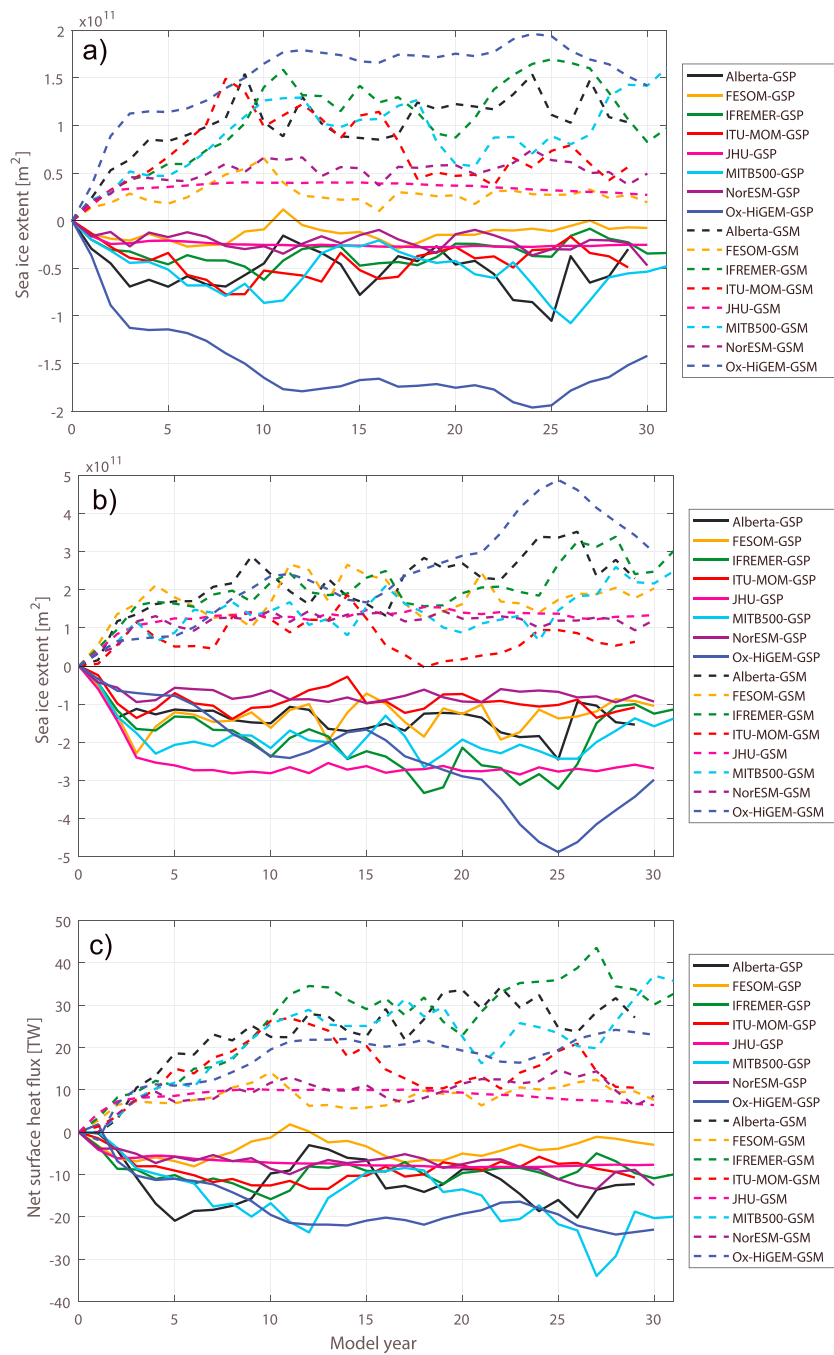 x10¹¹
a)
2
1.5
1
0.5
0
-0.5
-1
-1.5
-2
Sea ice extent [m²]
0 5 10 15 20 25 30
Alberta-GSP
FESOM-GSP
IFREMER-GSP
ITU-MOM-GSP
JHU-GSP
MITB500-GSP
NorESM-GSP
Ox-HiGEM-GSP
Alberta-GSM
FESOM-GSM
IFREMER-GSM
ITU-MOM-GSM
JHU-GSM
MITB500-GSM
NorESM-GSM
Ox-HiGEM-GSM
x10¹¹
b)
5
4
3
2
1
0
-1
-2
-3
-4
-5
Sea ice extent [m²]
0 5 10 15 20 25 30
Alberta-GSP
FESOM-GSP
IFREMER-GSP
ITU-MOM-GSP
JHU-GSP
MITB500-GSP
NorESM-GSP
Ox-HiGEM-GSP
Alberta-GSM
FESOM-GSM
IFREMER-GSM
ITU-MOM-GSM
JHU-GSM
MITB500-GSM
NorESM-GSM
Ox-HiGEM-GSM
c)
50
40
30
20
10
0
-10
-20
-30
-40
Net surface heat flux [TW]
0 5 10 15 20 25 30
Model year
Alberta-GSP
FESOM-GSP
IFREMER-GSP
ITU-MOM-GSP
JHU-GSP
MITB500-GSP
NorESM-GSP
Ox-HiGEM-GSP
Alberta-GSM
FESOM-GSM
IFREMER-GSM
ITU-MOM-GSM
JHU-GSM
MITB500-GSM
NorESM-GSM
Ox-HiGEM-GSM